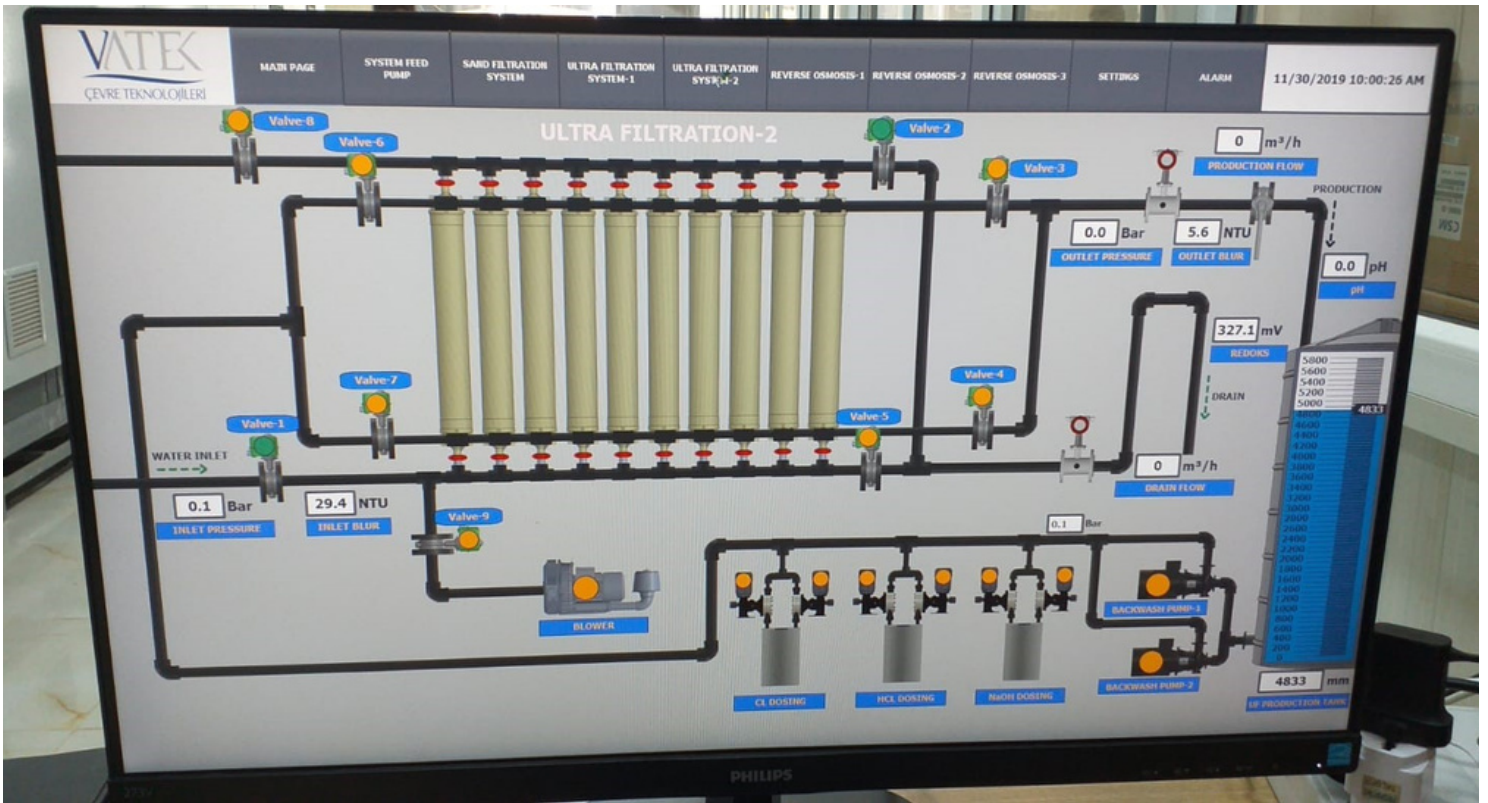 VATEK
ÇEVRE TEKNOLOJİLERİ
MAIN PAGE
SYSTEM FEED
PUMP
SAND FILTRATION
SYSTEM
ULTRA FILTRATION
SYSTEM-1
ULTRA FILTRATION
SYSTEM-2
REVERSE OSMOSIS-1
REVERSE OSMOSIS-2
REVERSE OSMOSIS-3
SETTINGS
ALARM
11/30/2019 10:00:26 AM
ULTRA FILTRATION-2
Valve-8
Valve-6
Valve-2
Valve-3
0 m³/h
PRODUCTION FLOW
PRODUCTION
0.0 Bar
OUTLET PRESSURE
5.6 NTU
OUTLET BLUR
0.0 pH
pH
327.1 mV
REDOKS
DRAIN
Valve-7
Valve-4
Valve-1
Valve-5
WATER INLET
0.1 Bar
INLET PRESSURE
29.4 NTU
INLET BLUR
0 m³/h
DRAIN FLOW
Valve-9
0.1 Bar
BLOWER
CL DOSING
HCL DOSING
NaOH DOSING
BACKWASH PUMP-1
BACKWASH PUMP-2
5800
5600
5400
5200
5000
4833
4800
4600
4400
4200
4000
3800
3600
3400
3200
3000
2800
2600
2400
2200
2000
1800
1600
1400
1200
1000
800
600
400
200
0
4833 mm
UF PRODUCTION TANK
PHILIPS
273V
CSM